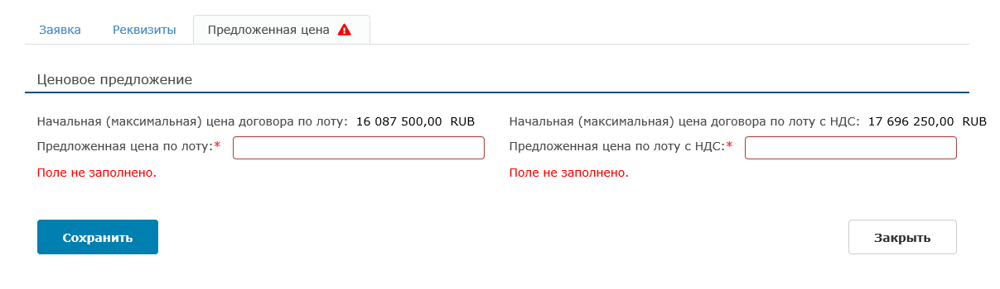 Заявка Реквизиты Предложенная цена
Ценовое предложение
Начальная (максимальная) цена договора по лоту: 16 087 500,00 RUB Начальная (максимальная) цена договора по лоту с НДС: 17 696 250,00 RUB
Предложенная цена по лоту:* Предложенная цена по лоту с НДС:*
Поле не заполнено. Поле не заполнено.
Сохранить Закрыть